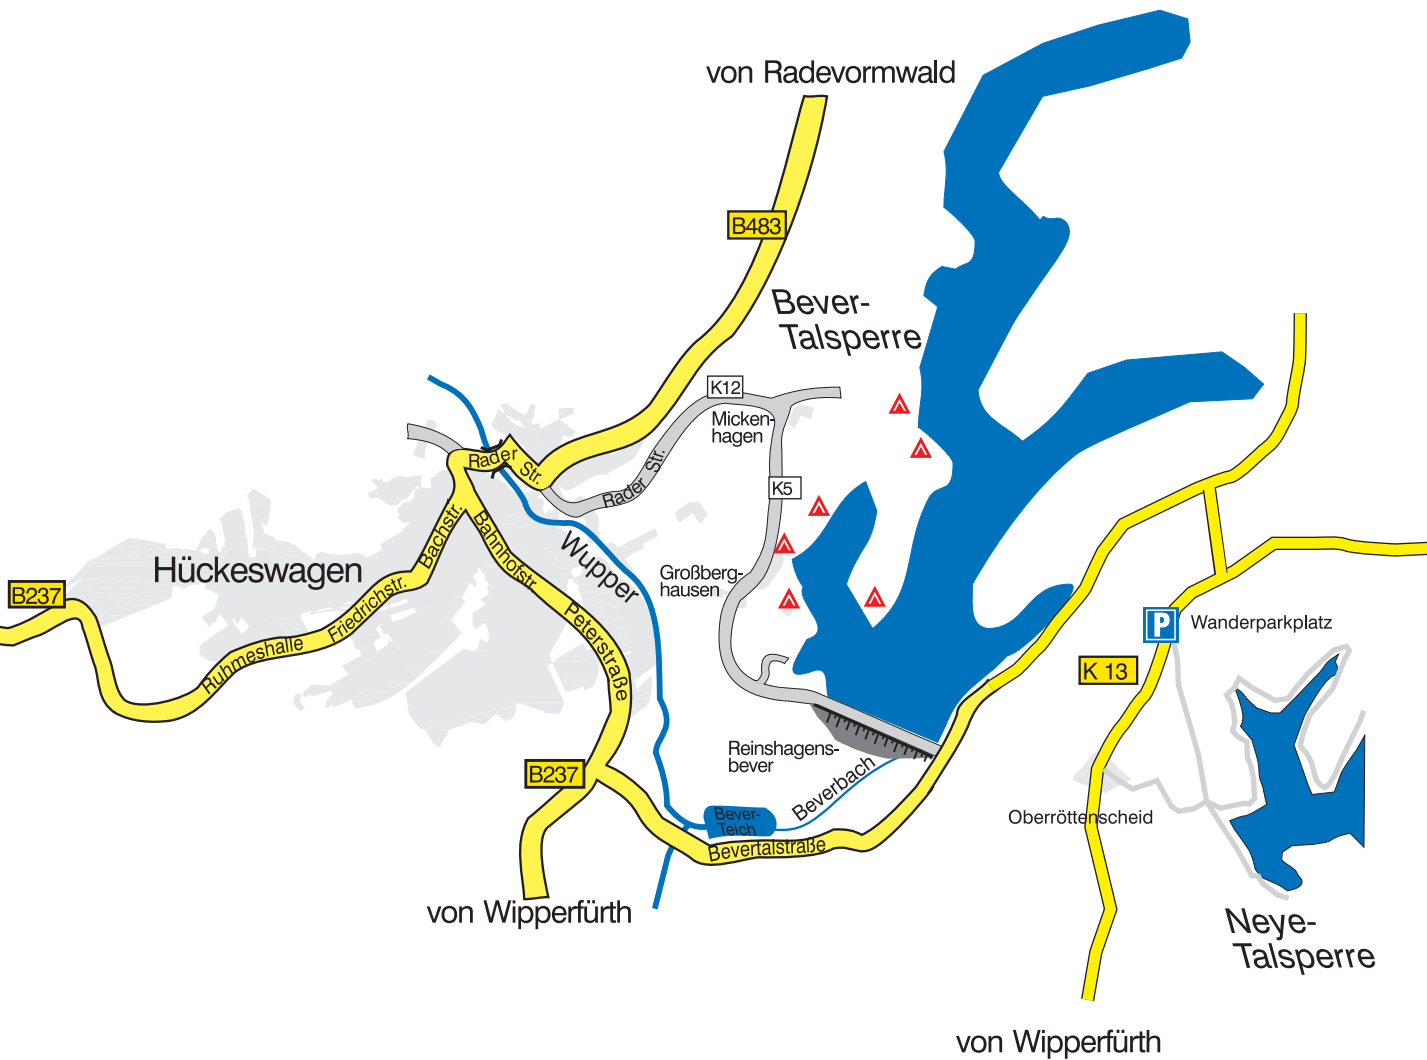 von Radevormwald
B483
Bever-
Talsperre
K12
Micken-
hagen
Rader Str.
Rader Str.
K5
Wupper
Bachstr.
Bahnhofstr.
Hückeswagen
B237
Großberg-
hausen
Friedrichstr.
Peterstraße
Ruhmeshalle
P
Wanderparkplatz
K 13
Reinshagens-
bever
B237
Beverbach
Bever-
Teich
Oberröttenscheid
Bevertalstraße
von Wipperfürth
Neye-
Talsperre
von Wipperfürth